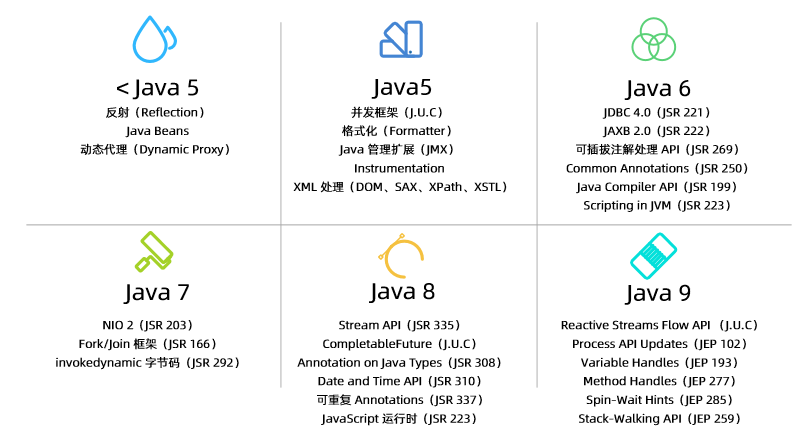 < Java 5
反射（Reflection）
Java Beans
动态代理（Dynamic Proxy）
Java5
并发框架（J.U.C）
格式化（Formatter）
Java 管理扩展（JMX）
Instrumentation
XML 处理（DOM、SAX、XPath、XSTL）
Java 6
JDBC 4.0（JSR 221）
JAXB 2.0（JSR 222）
可插拔注解处理 API（JSR 269）
Common Annotations（JSR 250）
Java Compiler API（JSR 199）
Scripting in JVM（JSR 223）
Java 7
NIO 2（JSR 203）
Fork/Join 框架（JSR 166）
invokedynamic 字节码（JSR 292）
Java 8
Stream API（JSR 335）
CompletableFuture（J.U.C）
Annotation on Java Types（JSR 308）
Date and Time API（JSR 310）
可重复 Annotations（JSR 337）
JavaScript 运行时（JSR 223）
Java 9
Reactive Streams Flow API （J.U.C）
Process API Updates（JEP 102）
Variable Handles（JEP 193）
Method Handles（JEP 277）
Spin-Wait Hints（JEP 285）
Stack-Walking API（JEP 259）